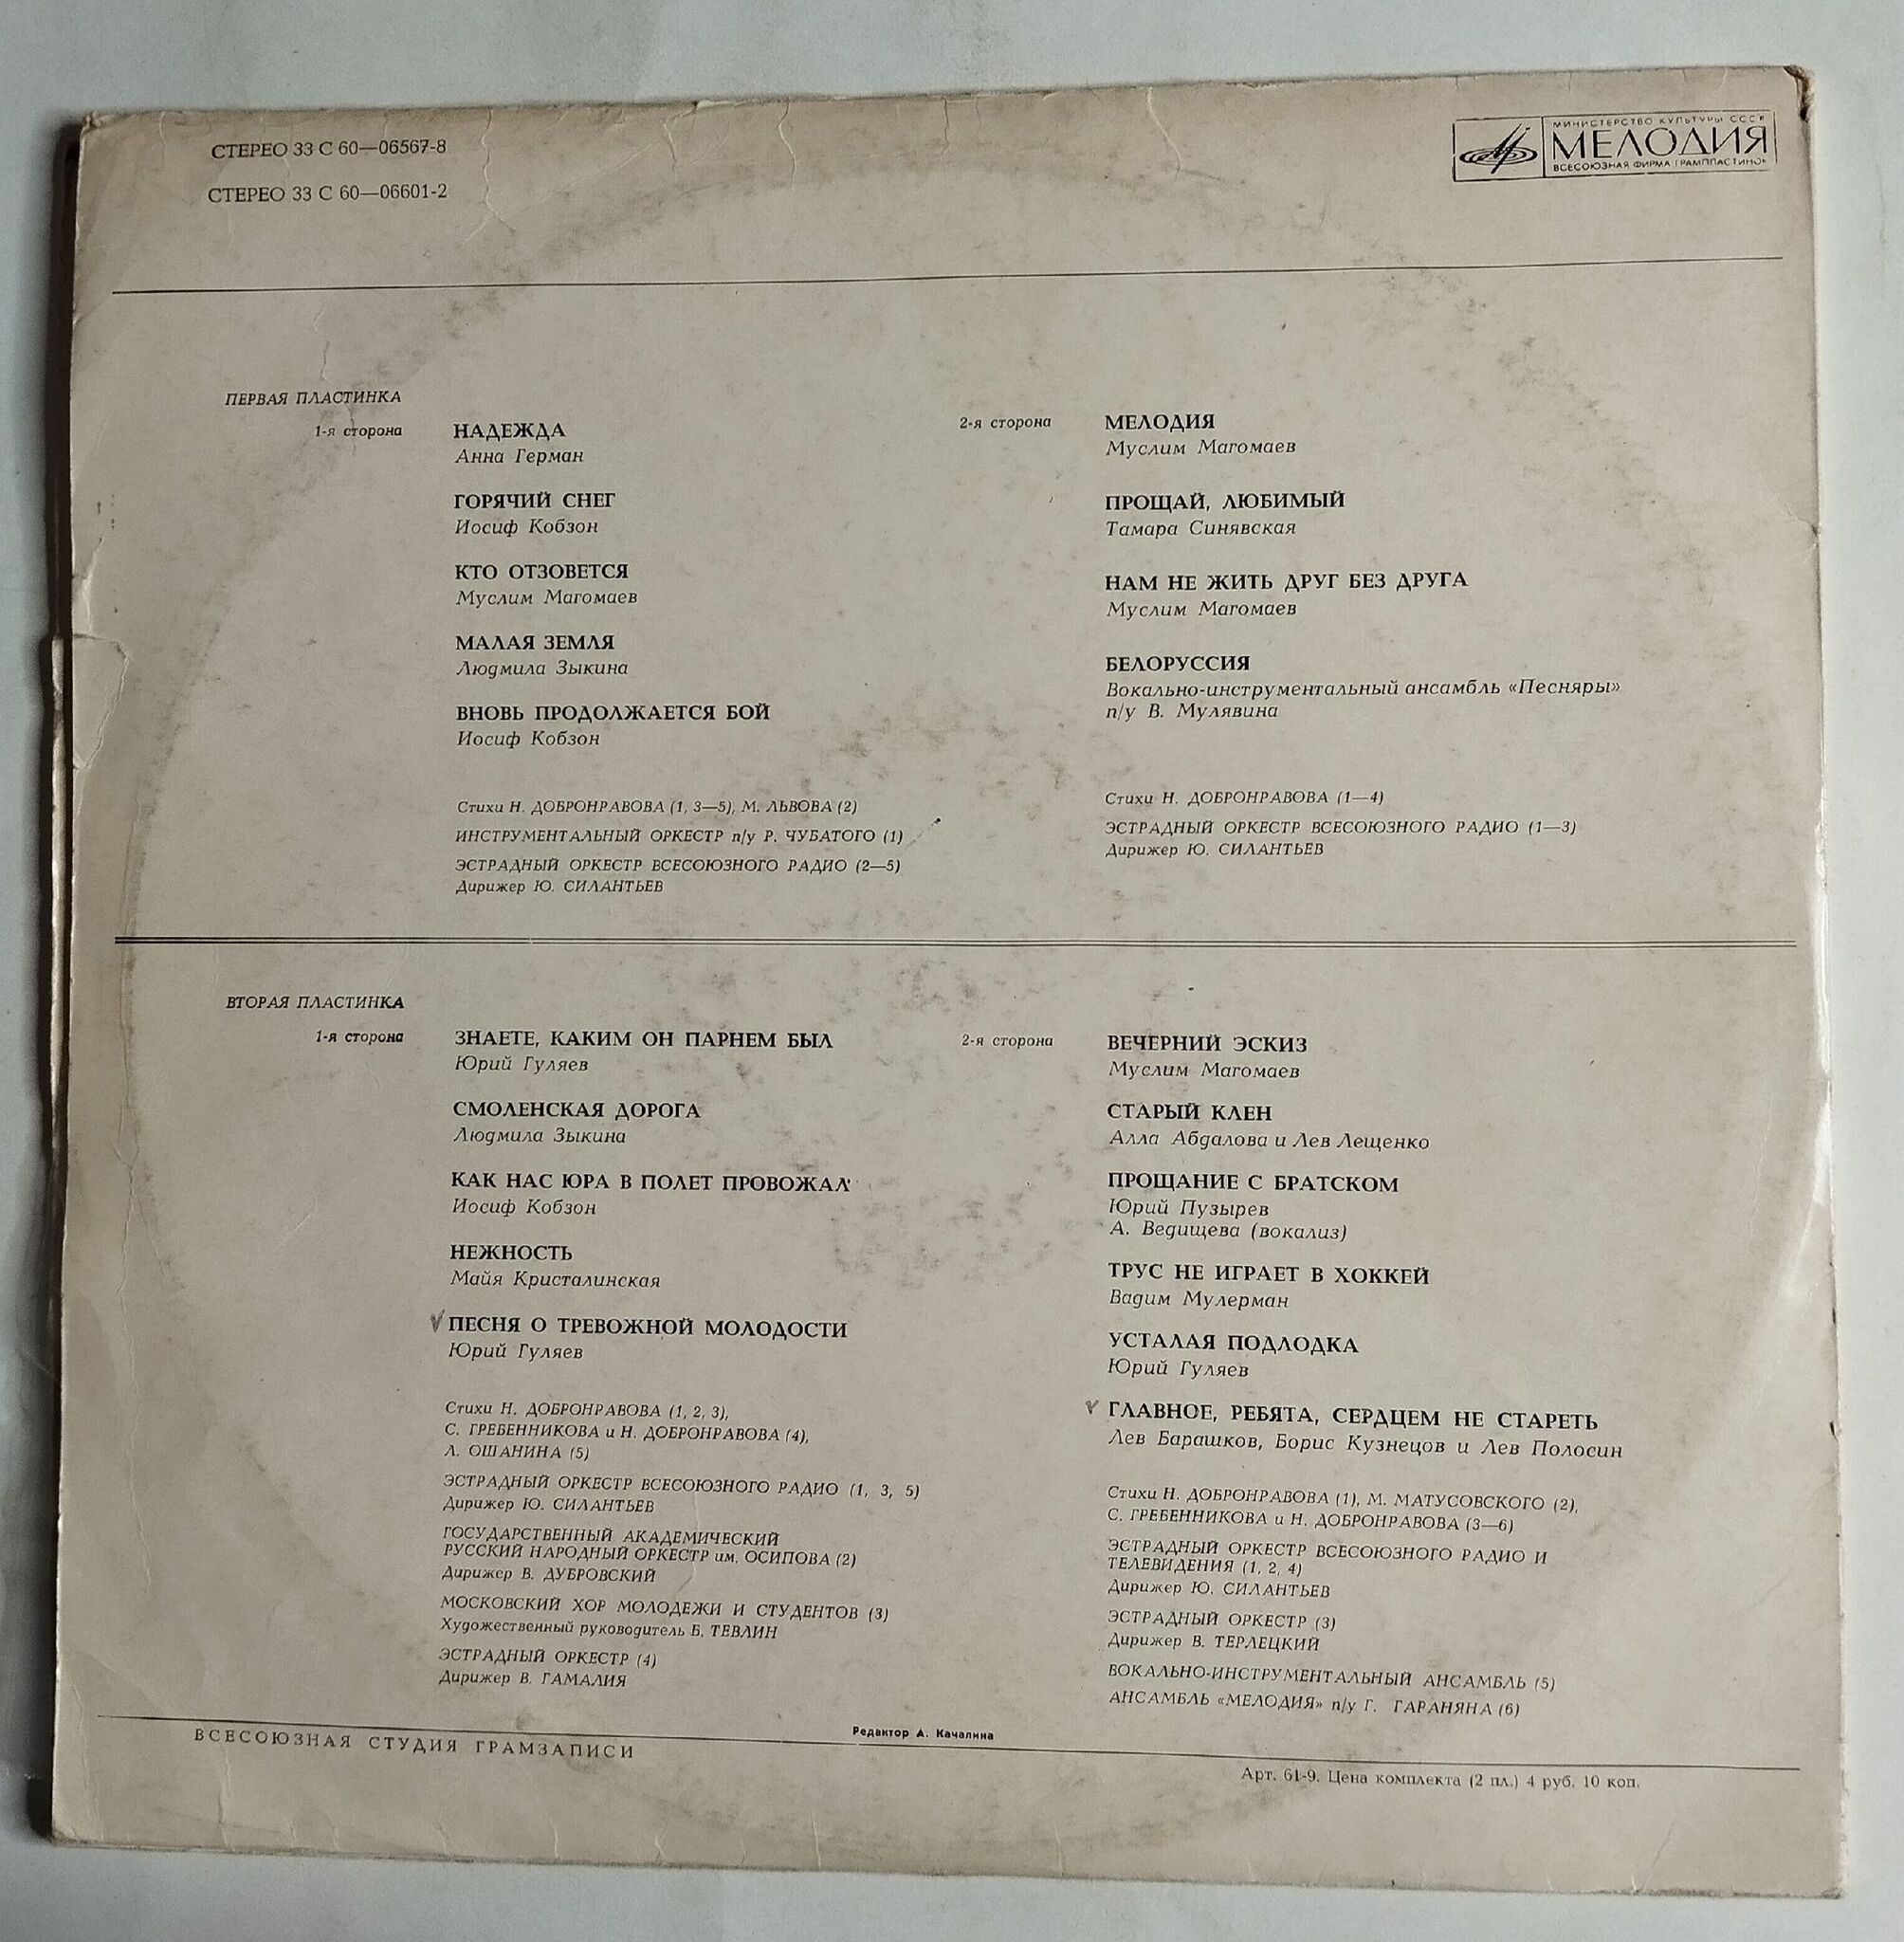 СТЕРЕО 33 С 60—06567-8
СТЕРЕО 33 С 60—06601-2
МИНИСТЕРСТВО КУЛЬТУРЫ СССР
МЕЛОДИЯ
ВСЕСОЮЗНАЯ ФИРМА ГРАМПЛАСТИНОК
ПЕРВАЯ ПЛАСТИНКА
1-я сторона
НАДЕЖДА
Анна Герман
ГОРЯЧИЙ СНЕГ
Иосиф Кобзон
КТО ОТЗОВЕТСЯ
Муслим Магомаев
МАЛАЯ ЗЕМЛЯ
Людмила Зыкина
ВНОВЬ ПРОДОЛЖАЕТСЯ БОЙ
Иосиф Кобзон
Стихи Н. ДОБРОНРАВОВА (1, 3—5), М. ЛЬВОВА (2)
ИНСТРУМЕНТАЛЬНЫЙ ОРКЕСТР п/у Р. ЧУБАТОГО (1)
ЭСТРАДНЫЙ ОРКЕСТР ВСЕСОЮЗНОГО РАДИО (2—5)
Дирижер Ю. СИЛАНТЬЕВ
2-я сторона
МЕЛОДИЯ
Муслим Магомаев
ПРОЩАЙ, ЛЮБИМЫЙ
Тамара Синявская
НАМ НЕ ЖИТЬ ДРУГ БЕЗ ДРУГА
Муслим Магомаев
БЕЛОРУССИЯ
Вокально-инструментальный ансамбль «Песняры»
п/у В. Мулявина
Стихи Н. ДОБРОНРАВОВА (1—4)
ЭСТРАДНЫЙ ОРКЕСТР ВСЕСОЮЗНОГО РАДИО (1—3)
Дирижер Ю. СИЛАНТЬЕВ
ВТОРАЯ ПЛАСТИНКА
1-я сторона
ЗНАЕТЕ, КАКИМ ОН ПАРНЕМ БЫЛ
Юрий Гуляев
СМОЛЕНСКАЯ ДОРОГА
Людмила Зыкина
КАК НАС ЮРА В ПОЛЕТ ПРОВОЖАЛ
Иосиф Кобзон
НЕЖНОСТЬ
Майя Кристалинская
ПЕСНЯ О ТРЕВОЖНОЙ МОЛОДОСТИ
Юрий Гуляев
Стихи Н. ДОБРОНРАВОВА (1, 2, 3),
С. ГРЕБЕННИКОВА и Н. ДОБРОНРАВОВА (4),
Л. ОШАНИНА (5)
ЭСТРАДНЫЙ ОРКЕСТР ВСЕСОЮЗНОГО РАДИО (1, 3, 5)
Дирижер Ю. СИЛАНТЬЕВ
ГОСУДАРСТВЕННЫЙ АКАДЕМИЧЕСКИЙ
РУССКИЙ НАРОДНЫЙ ОРКЕСТР им. ОСИПОВА (2)
Дирижер В. ДУБРОВСКИЙ
МОСКОВСКИЙ ХОР МОЛОДЕЖИ И СТУДЕНТОВ (3)
Художественный руководитель Б. ТЕВЛИН
ЭСТРАДНЫЙ ОРКЕСТР (4)
Дирижер В. ГАМАЛИЯ
2-я сторона
ВЕЧЕРНИЙ ЭСКИЗ
Муслим Магомаев
СТАРЫЙ КЛЕН
Алла Абдалова и Лев Лещенко
ПРОЩАНИЕ С БРАТСКОМ
Юрий Пузырев
А. Ведищева (вокализ)
ТРУС НЕ ИГРАЕТ В ХОККЕЙ
Вадим Мулерман
УСТАЛАЯ ПОДЛОДКА
Юрий Гуляев
ГЛАВНОЕ, РЕБЯТА, СЕРДЦЕМ НЕ СТАРЕТЬ
Лев Барашков, Борис Кузнецов и Лев Полосин
Стихи Н. ДОБРОНРАВОВА (1), М. МАТУСОВСКОГО (2),
С. ГРЕБЕННИКОВА и Н. ДОБРОНРАВОВА (3—6)
ЭСТРАДНЫЙ ОРКЕСТР ВСЕСОЮЗНОГО РАДИО И
ТЕЛЕВИДЕНИЯ (1, 2, 4)
Дирижер Ю. СИЛАНТЬЕВ
ЭСТРАДНЫЙ ОРКЕСТР (3)
Дирижер В. ТЕРЛЕЦКИЙ
ВОКАЛЬНО-ИНСТРУМЕНТАЛЬНЫЙ АНСАМБЛЬ (5)
АНСАМБЛЬ «МЕЛОДИЯ» п/у Г. ГАРАНЯНА (6)
ВСЕСОЮЗНАЯ СТУДИЯ ГРАМЗАПИСИ
Редактор А. Качалина
Арт. 61-9. Цена комплекта (2 пл.) 4 руб. 10 коп.